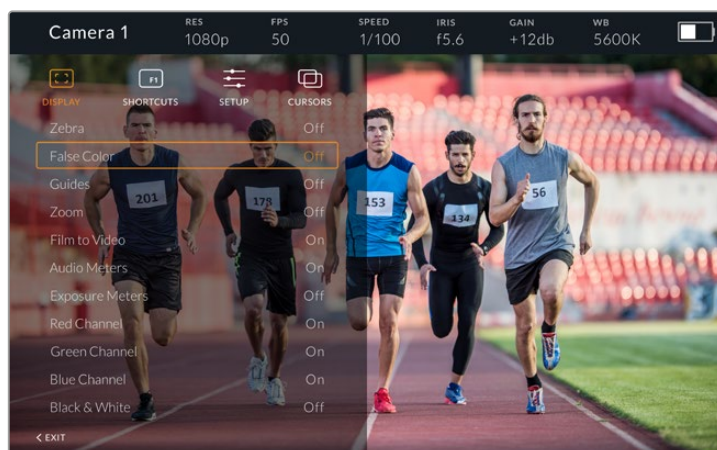 Camera 1
RES FPS SPEED IRIS GAIN WB
1080p 50 1/100 f5.6 +12db 5600K
F1
DISPLAY SHORTCUTS SETUP CURSORS
Zebra Off
False Color Off
Guides Off
Zoom Off
Film to Video On
Audio Meters On
Exposure Meters Off
Red Channel On
Green Channel On
Blue Channel On
Black & White Off
< EXIT
201
178
153
134
56